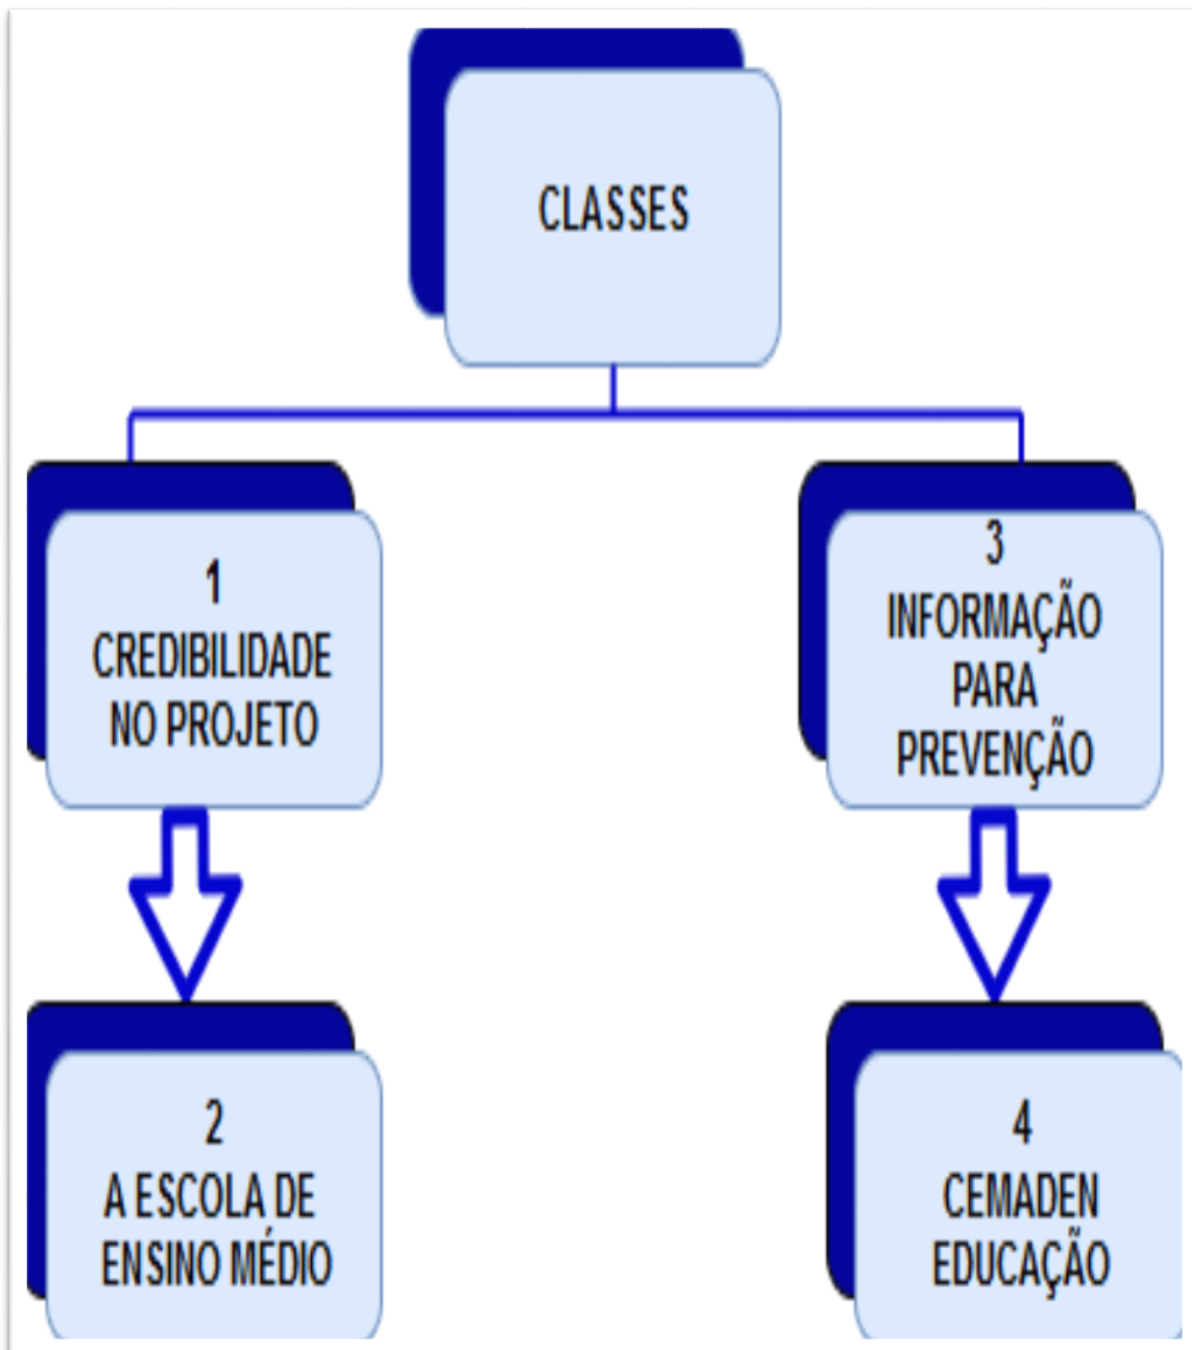 CLASSES
1
CREDIBILIDADE
NO PROJETO
3
INFORMAÇÃO
PARA
PREVENÇÃO
2
A ESCOLA DE
ENSINO MÉDIO
4
CEMADEN
EDUCAÇÃO